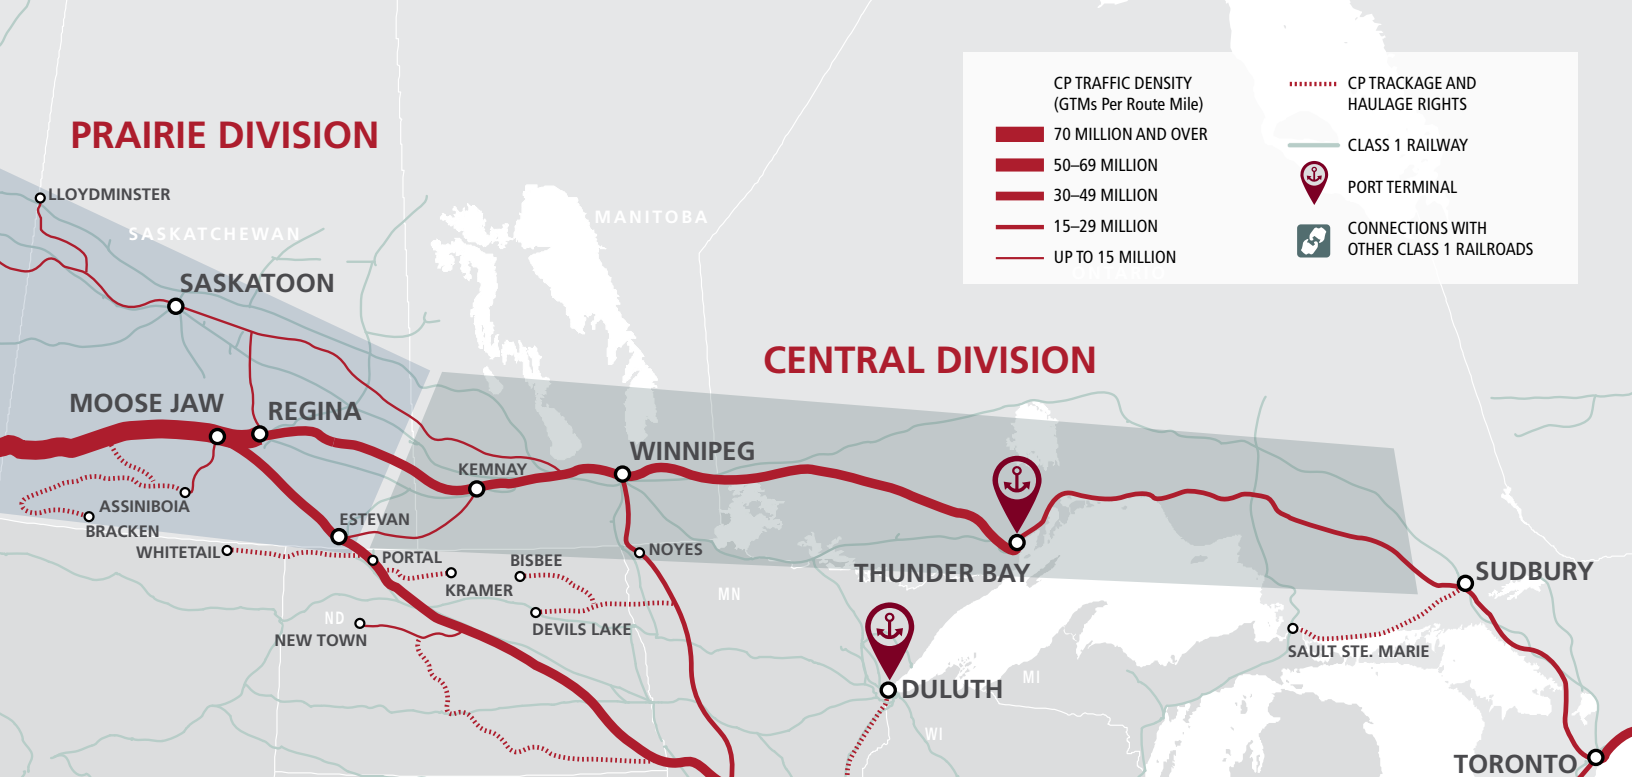 CP TRAFFIC DENSITY
(GTMs Per Route Mile)
70 MILLION AND OVER
50–69 MILLION
30–49 MILLION
15–29 MILLION
UP TO 15 MILLION
CP TRACKAGE AND
HAULAGE RIGHTS
CLASS 1 RAILWAY
PORT TERMINAL
CONNECTIONS WITH
OTHER CLASS 1 RAILROADS
ONTARIO
PRAIRIE DIVISION
LLOYDMINSTER
SASKATCHEWAN
MANITOBA
SASKATOON
CENTRAL DIVISION
MOOSE JAW
REGINA
WINNIPEG
KEMNAY
ASSINIBOIA
BRACKEN
ESTEVAN
WHITETAIL
PORTAL
BISBEE
NOYES
KRAMER
THUNDER BAY
SUDBURY
MN
ND
NEW TOWN
DEVILS LAKE
SAULT STE. MARIE
MI
DULUTH
WI
TORONTO